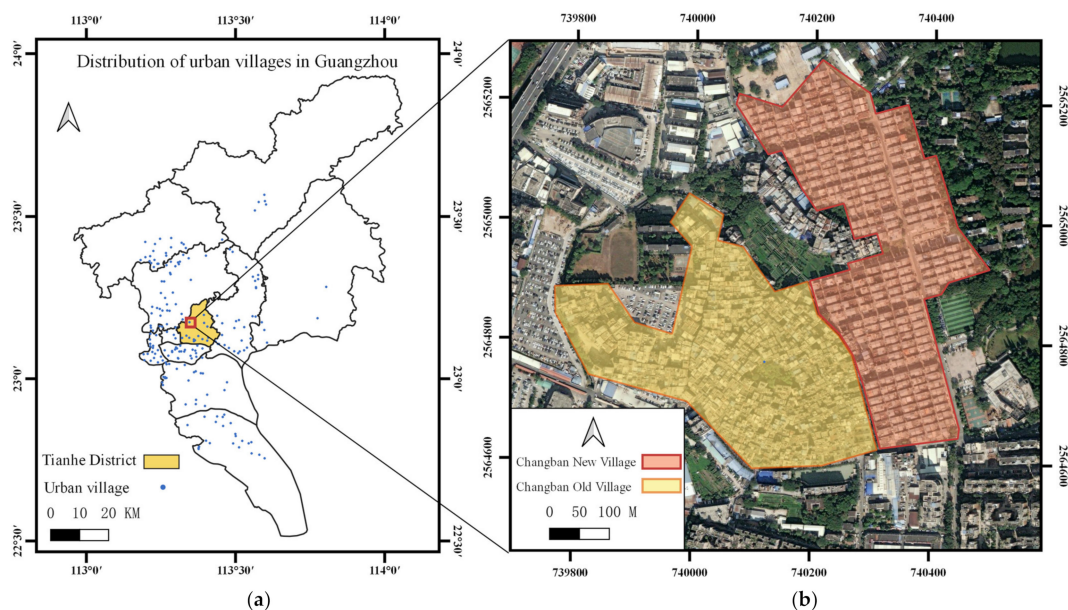 113°0′ 113°30′ 114°0′
Distribution of urban villages in Guangzhou
24°0′
24°0′
23°30′
23°30′
23°0′
23°0′
22°30′
22°30′
Tianhe District
Urban village
0 10 20 KM
113°0′ 113°30′ 114°0′
(a)
739800 740000 740200 740400
2565200
2565200
2565000
2565000
2564800
2564800
2564600
2564600
Changban New Village
Changban Old Village
0 50 100 M
739800 740000 740200 740400
(b)